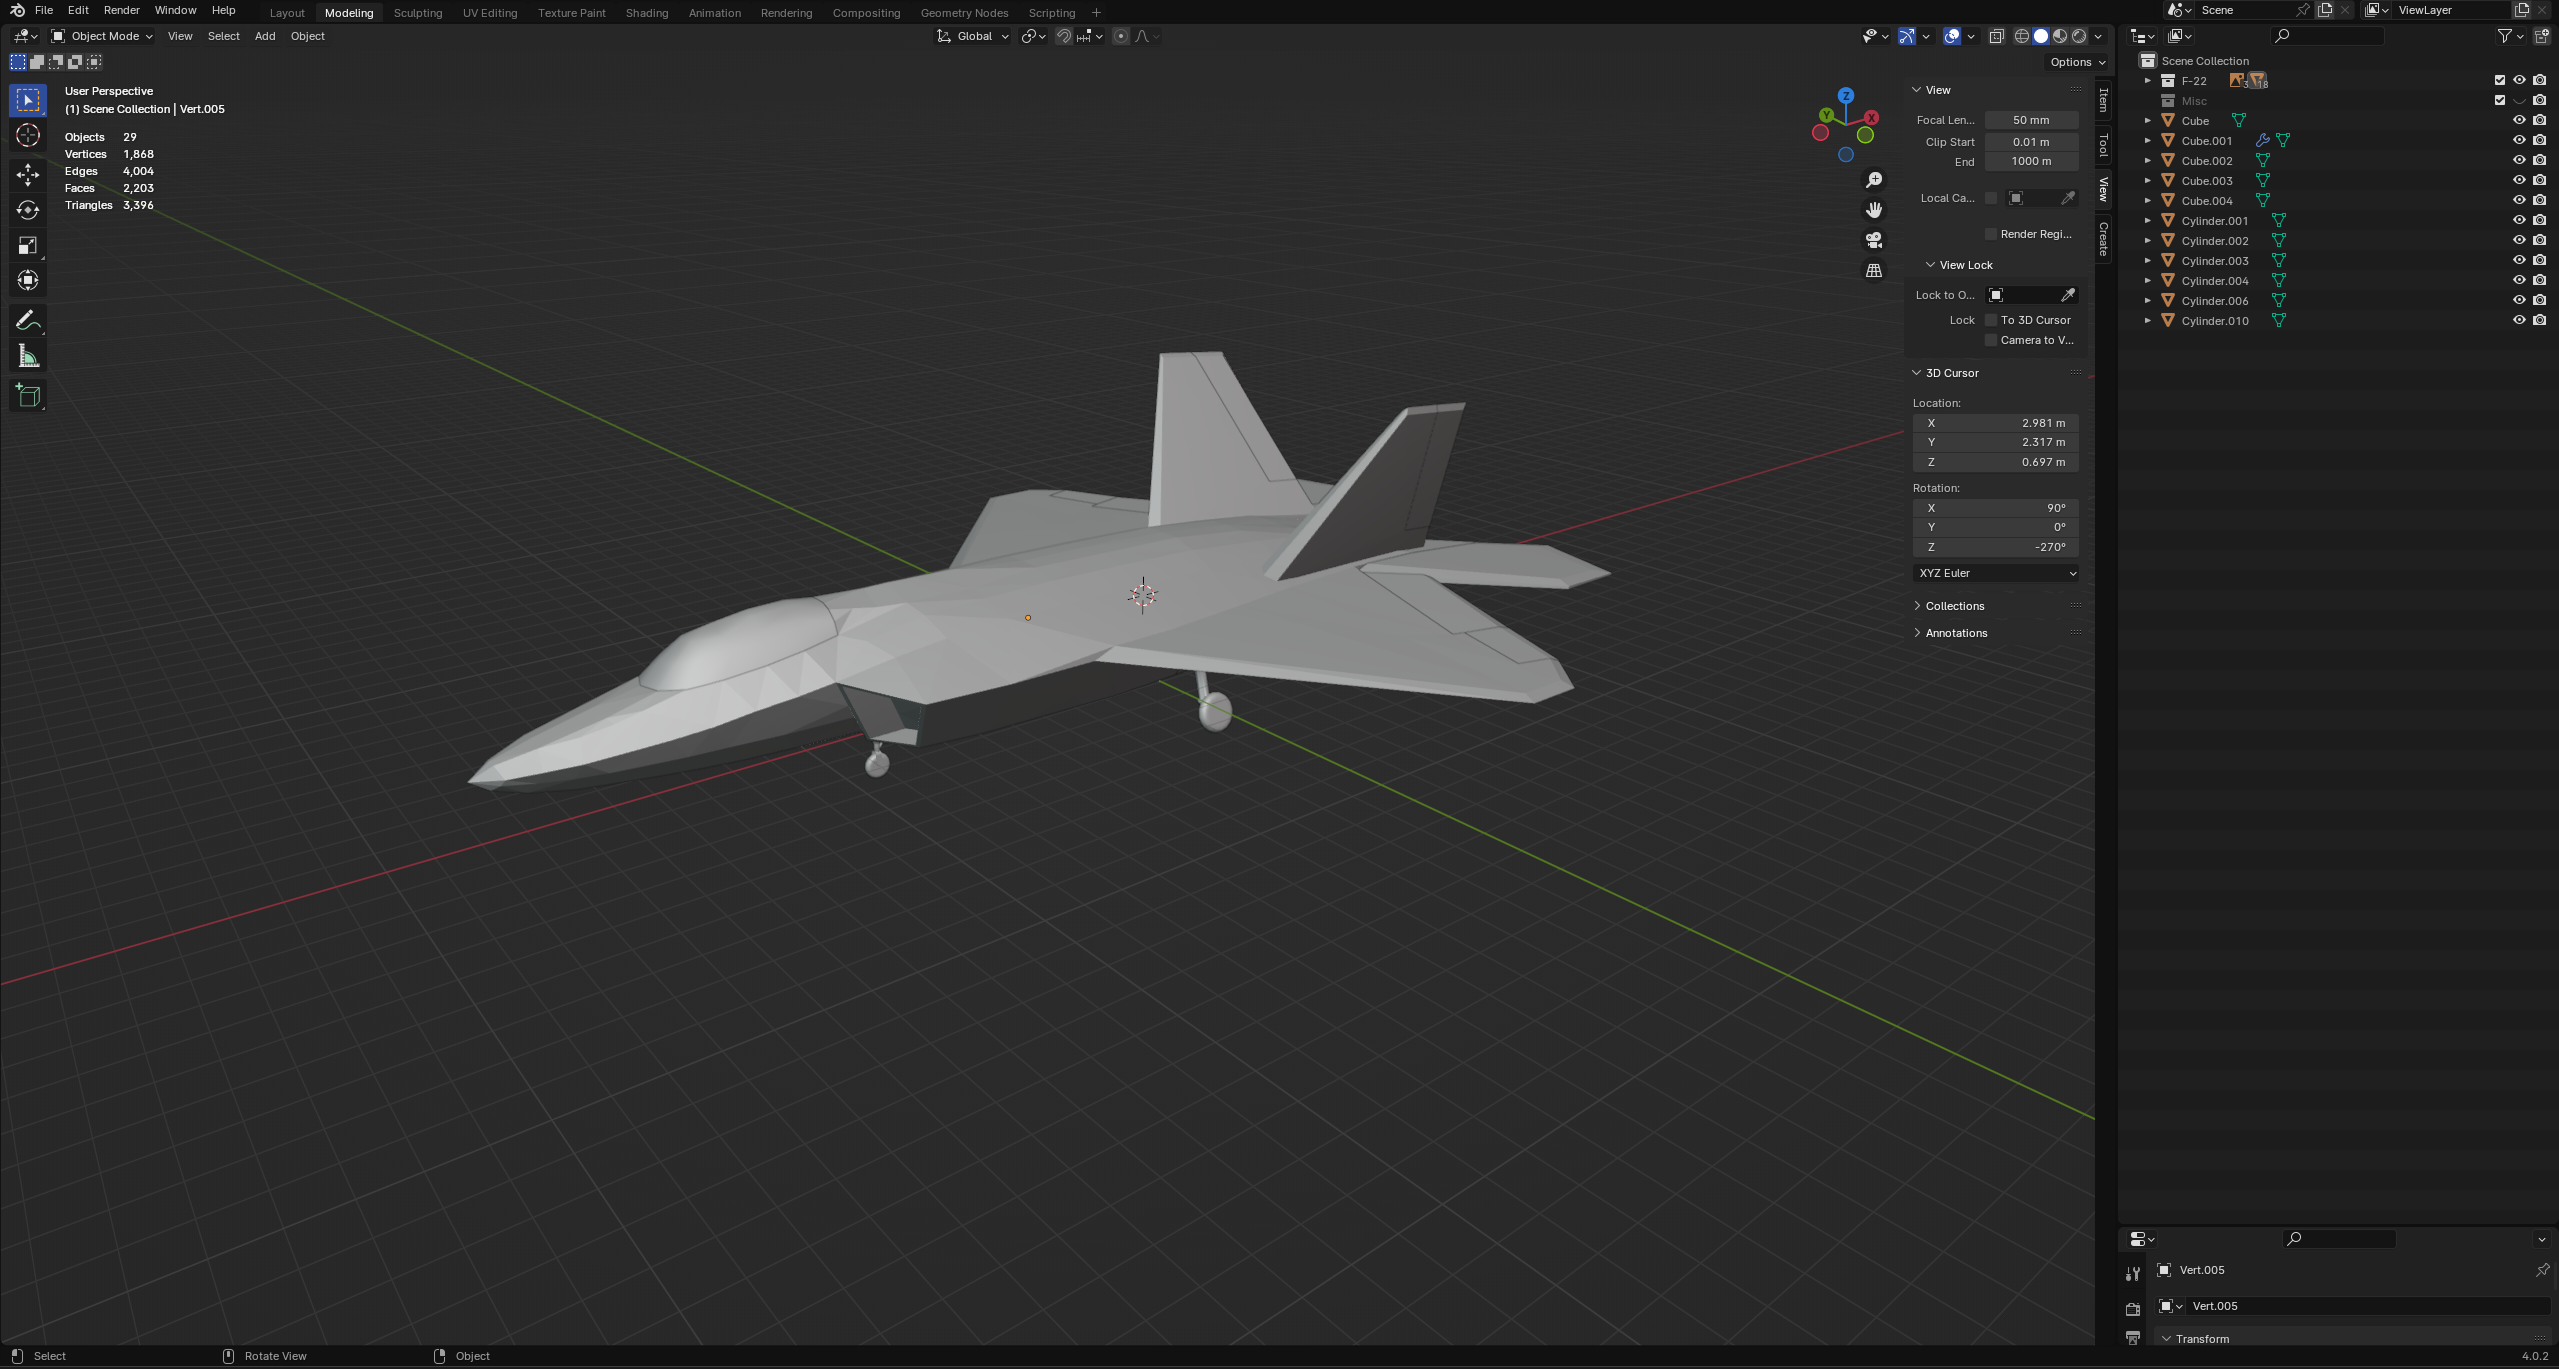 File Edit Render Window Help Layout Modeling Sculpting UV Editing Texture Paint Shading Animation Rendering Compositing Geometry Nodes Scripting + Scene ViewLayer
Object Mode View Select Add Object Global
Options
User Perspective
(1) Scene Collection | Vert.005
Objects 29
Vertices 1,868
Edges 4,004
Faces 2,203
Triangles 3,396
Z
Y
X
View
Focal Len... 50 mm
Clip Start 0.01 m
End 1000 m
Local Ca...
Render Regi...
View Lock
Lock to O...
Lock To 3D Cursor
Camera to V...
3D Cursor
Location:
X 2.981 m
Y 2.317 m
Z 0.697 m
Rotation:
X 90°
Y 0°
Z -270°
XYZ Euler
Collections
Annotations
Item
Tool
View
Create
Scene Collection
F-22 3 18
Misc
Cube
Cube.001
Cube.002
Cube.003
Cube.004
Cylinder.001
Cylinder.002
Cylinder.003
Cylinder.004
Cylinder.006
Cylinder.010
Vert.005
Vert.005
Transform
Select Rotate View Object 4.0.2